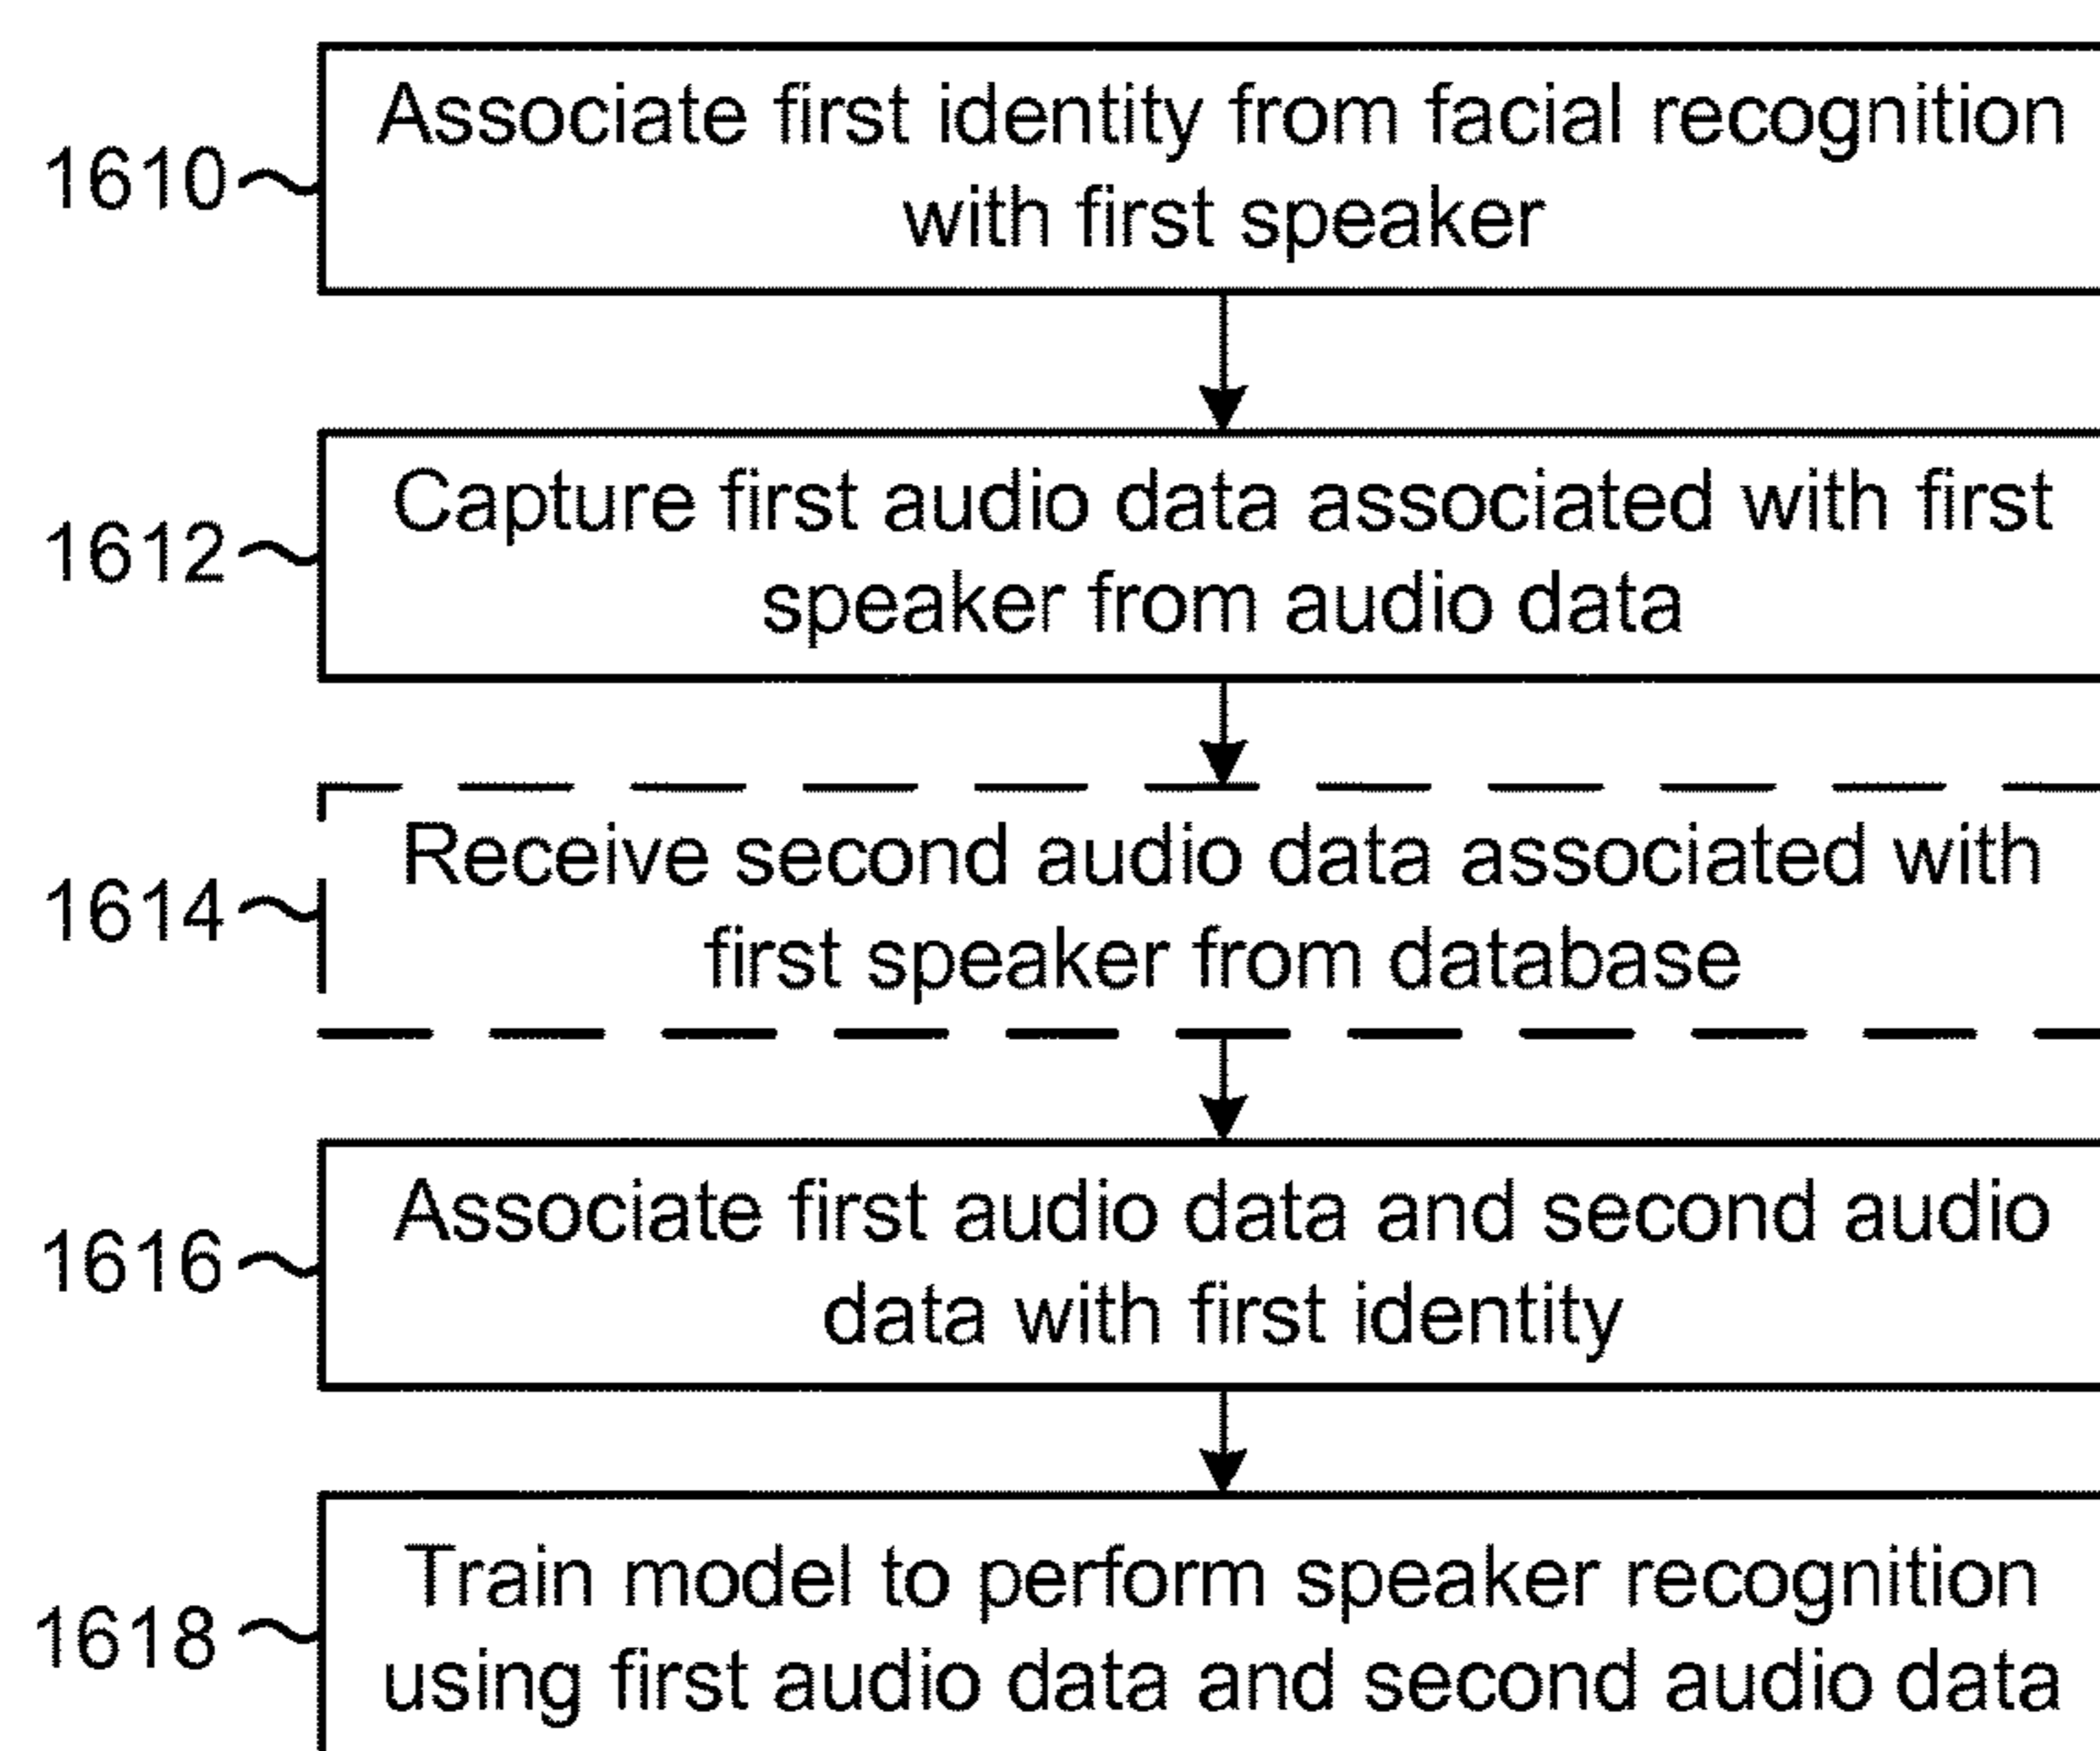 Associate first identity from facial recognition
1610
with first speaker
Capture first audio data associated with first
1612
speaker from audio data
Receive second audio data associated with
1614
first speaker from database
Associate first audio data and second audio
1616
data with first identity
Train model to perform speaker recognition
1618
using first audio data and second audio data